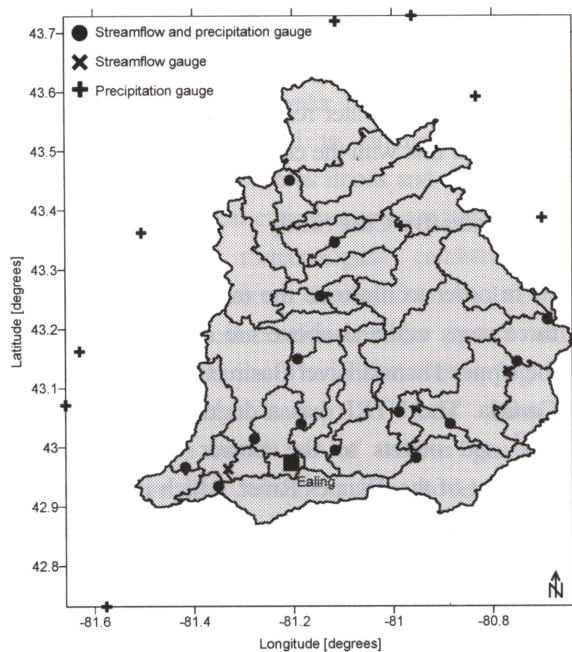 Streamflow and precipitation gauge
Streamflow gauge
Precipitation gauge
43.7
43.6
43.5
43.4
43.3
43.2
43.1
43
42.9
42.8
Latitude [degrees]
Ealing
N
-81.6 -81.4 -81.2 -81 -80.8
Longitude [degrees]